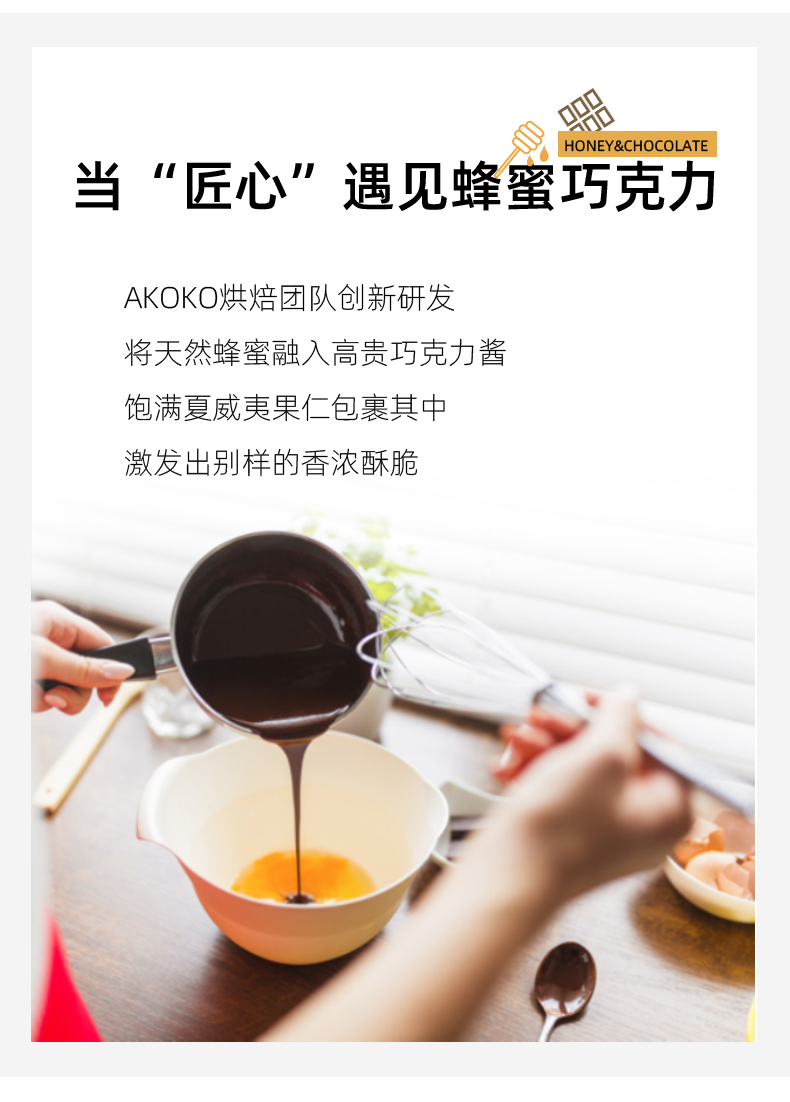 HONEY&CHOCOLATE
当“匠心”遇见蜂蜜巧克力
AKOKO烘焙团队创新研发
将天然蜂蜜融入高贵巧克力酱
饱满夏威夷果仁包裹其中
激发出别样的香浓酥脆